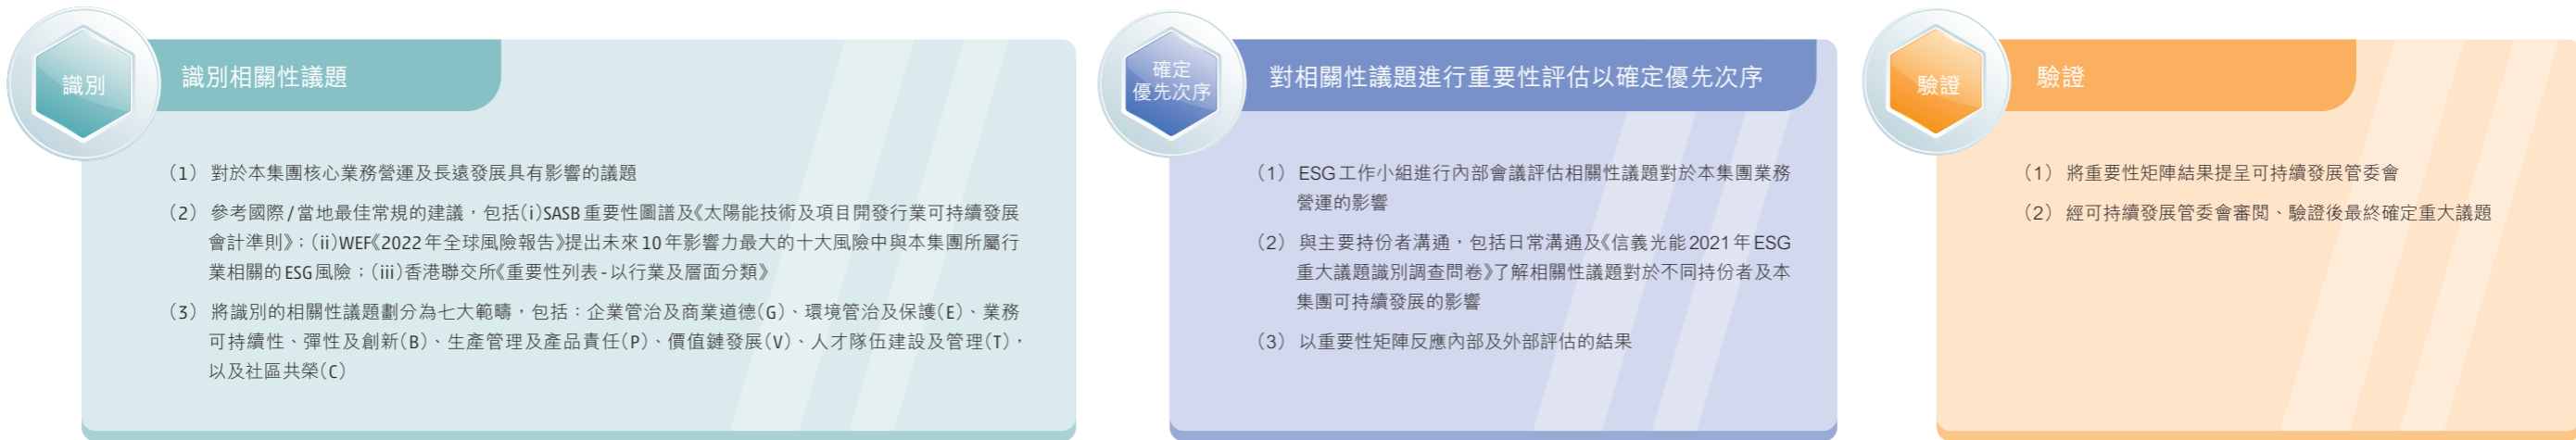 識別
識別相關性議題
（1） 對於本集團核心業務營運及長遠發展具有影響的議題
（2） 參考國際/當地最佳常規的建議，包括(i)SASB重要性圖譜及《太陽能技術及項目開發行業可持續發展
會計準則》；(ii)WEF《2022年全球風險報告》提出未來10年影響力最大的十大風險中與本集團所屬行
業相關的ESG風險；(iii)香港聯交所《重要性列表-以行業及層面分類》
（3） 將識別的相關性議題劃分為七大範疇，包括：企業管治及商業道德(G)、環境管治及保護(E)、業務
可持續性、彈性及創新(B)、生產管理及產品責任(P)、價值鏈發展(V)、人才隊伍建設及管理(T)，
以及社區共榮(C)
確定
優先次序
對相關性議題進行重要性評估以確定優先次序
（1） ESG工作小組進行內部會議評估相關性議題對於本集團業務
營運的影響
（2） 與主要持份者溝通，包括日常溝通及《信義光能2021年ESG
重大議題識別調查問卷》了解相關性議題對於不同持份者及本
集團可持續發展的影響
（3） 以重要性矩陣反應內部及外部評估的結果
驗證
驗證
（1） 將重要性矩陣結果提呈可持續發展管委會
（2） 經可持續發展管委會審閲、驗證後最終確定重大議題